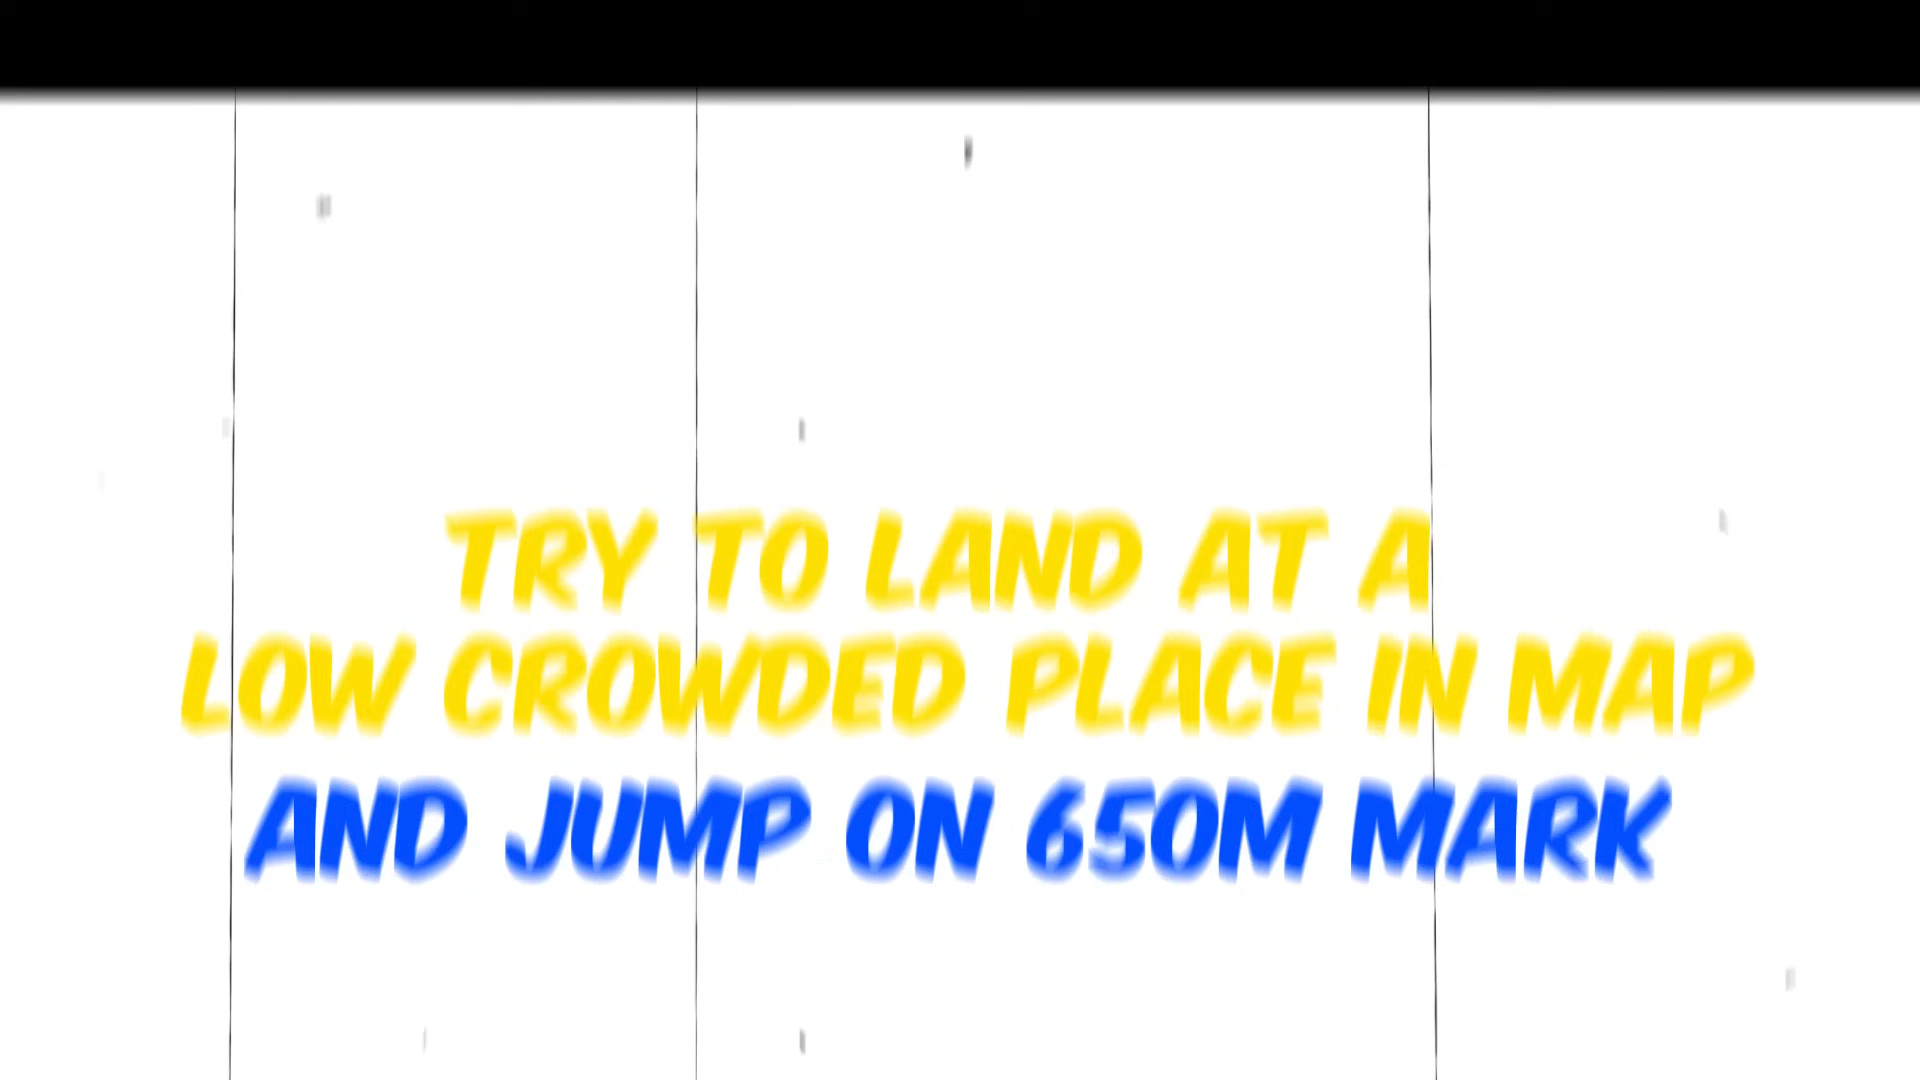 TRY TO LAND AT A
LOW CROWDED PLACE IN MAP
AND JUMP ON 650M MARK